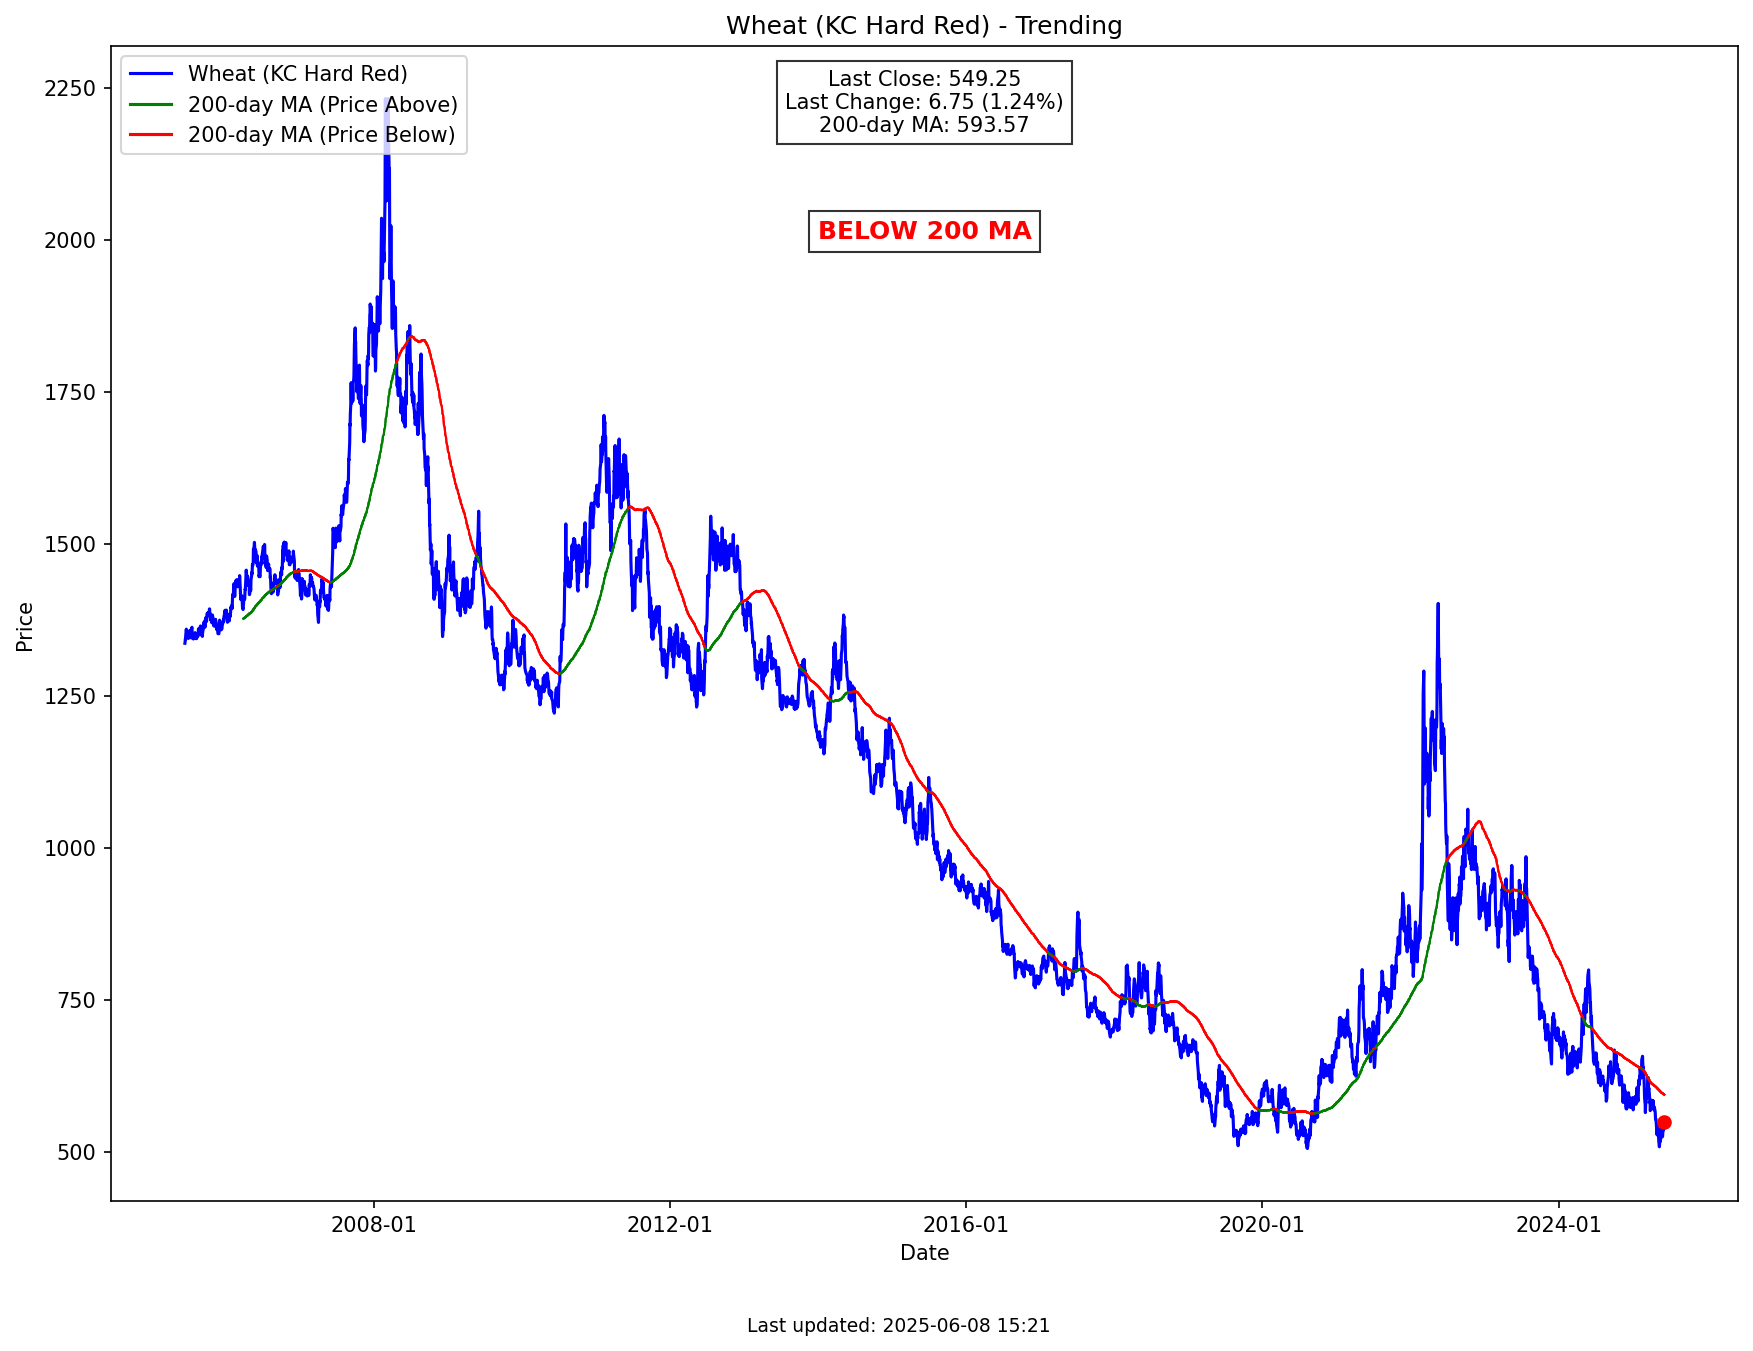 Wheat (KC Hard Red) - Trending
Wheat (KC Hard Red)
200-day MA (Price Above)
200-day MA (Price Below)
Last Close: 549.25
Last Change: 6.75 (1.24%)
200-day MA: 593.57
BELOW 200 MA
Price
2250
2000
1750
1500
1250
1000
750
500
2008-01
2012-01
2016-01
2020-01
2024-01
Date
Last updated: 2025-06-08 15:21